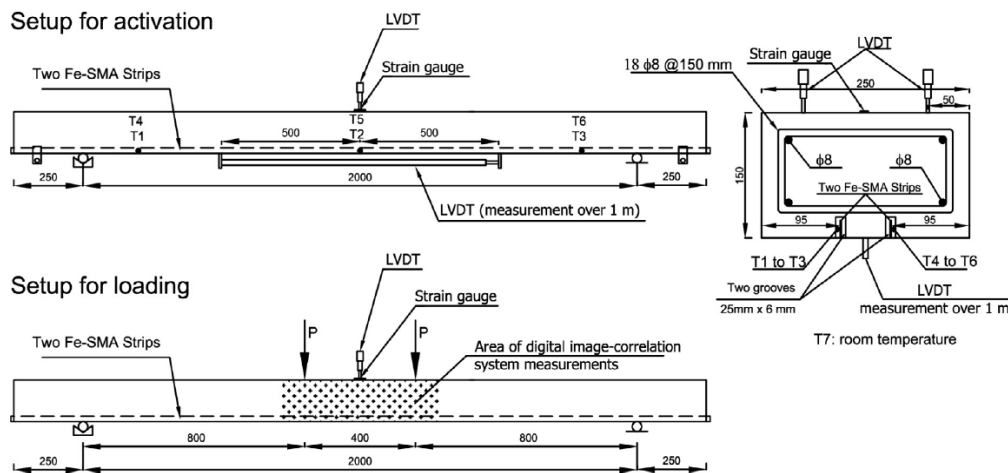 Setup for activation
LVDT
Two Fe-SMA Strips
Strain gauge
T4
T1
T5
T2
T6
T3
500
500
250
2000
250
LVDT (measurement over 1 m)
LVDT
Strain gauge
18 ϕ8 @150 mm
250
50
150
ϕ8
ϕ8
Two Fe-SMA Strips
95
95
T1 to T3
T4 to T6
Two grooves
25mm x 6 mm
LVDT
measurement over 1 m
T7: room temperature
Setup for loading
LVDT
Strain gauge
P
P
Two Fe-SMA Strips
Area of digital image-correlation
system measurements
800
400
800
250
2000
250